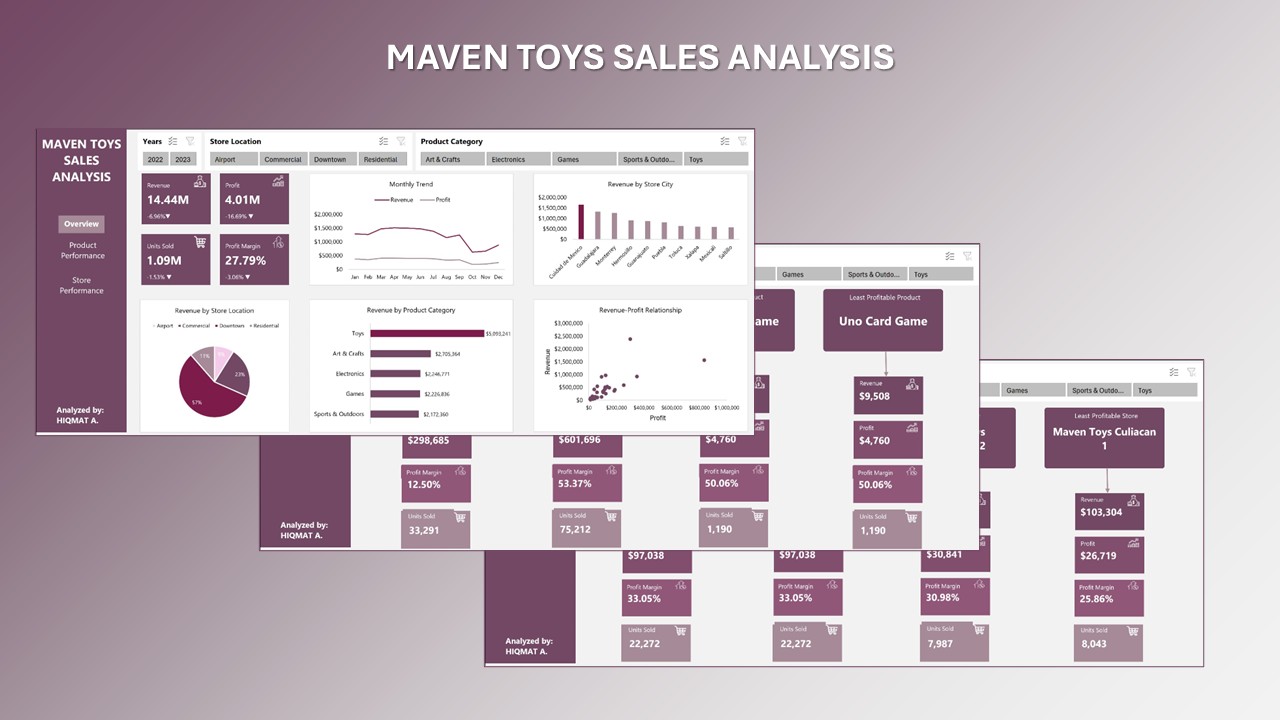 MAVEN TOYS SALES ANALYSIS
MAVEN TOYS
SALES
ANALYSIS
Overview
Product
Performance
Store
Performance
Analyzed by:
HIQMAT A.
Years
2022 2023
Store Location
Airport Commercial Downtown Residential
Product Category
Art & Crafts Electronics Games Sports & Outdo... Toys
Revenue
14.44M
-6.96%▼
Profit
4.01M
-16.69%▼
Units Sold
1.09M
-1.53%▼
Profit Margin
27.79%
-3.06%▼
Monthly Trend
Revenue Profit
$2,000,000
$1,500,000
$1,000,000
$500,000
$0
Jan Feb Mar Apr May Jun Jul Aug Sep Oct Nov Dec
Revenue by Store City
$2,000,000
$1,500,000
$1,000,000
$500,000
$0
Cuidad de Mexico
Guadalajara
Monterrey
Hermosillo
Guanajuato
Puebla
Toluca
Xalapa
Mexicali
Saltillo
Revenue by Store Location
Airport Commercial Downtown Residential
11%
23%
57%
Revenue by Product Category
Toys $5,093,241
Art & Crafts $2,705,364
Electronics $2,246,771
Games $2,226,836
Sports & Outdoors $2,172,360
Revenue-Profit Relationship
Revenue
$3,000,000
$2,500,000
$2,000,000
$1,500,000
$1,000,000
$500,000
$0
$0 $200,000 $400,000 $600,000 $800,000 $1,000,000
Profit
Games Sports & Outdo... Toys
uct
ame
Least Profitable Product
Uno Card Game
Revenue
$9,508
Profit
$4,760
Profit Margin
50.06%
Units Sold
1,190
$298,685
Profit Margin
12.50%
Units Sold
33,291
$601,696
Profit Margin
53.37%
Units Sold
75,212
$4,760
Profit Margin
50.06%
Units Sold
1,190
Analyzed by:
HIQMAT A.
Games Sports & Outdo... Toys
s
2
Least Profitable Store
Maven Toys Culiacan
1
Revenue
$103,304
Profit
$26,719
Profit Margin
25.86%
Units Sold
8,043
$97,038
Profit Margin
33.05%
Units Sold
22,272
$97,038
Profit Margin
33.05%
Units Sold
22,272
$30,841
Profit Margin
30.98%
Units Sold
7,987
Analyzed by:
HIQMAT A.